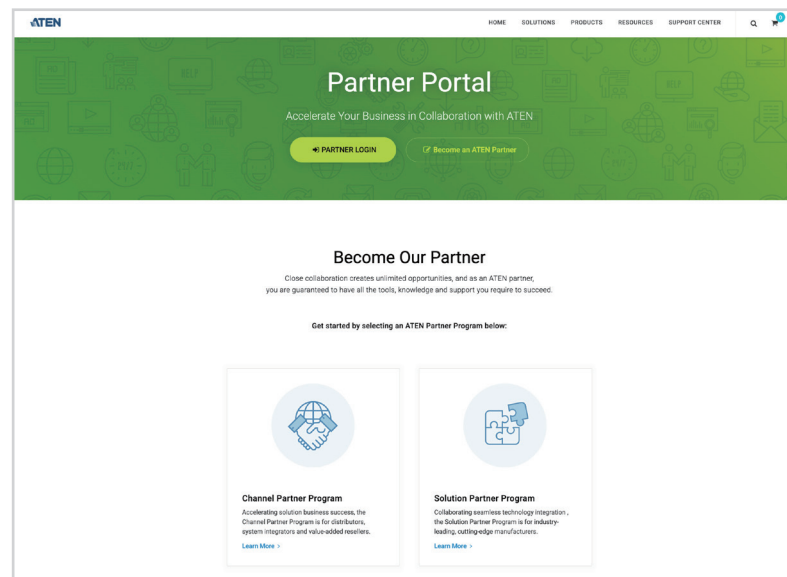 ATEN
HOME SOLUTIONS PRODUCTS RESOURCES SUPPORT CENTER 0
Partner Portal
Accelerate Your Business in Collaboration with ATEN
PARTNER LOGIN
Become an ATEN Partner
HELP
HELP
24/7
Become Our Partner
Close collaboration creates unlimited opportunities, and as an ATEN partner,
you are guaranteed to have all the tools, knowledge and support you require to succeed.
Get started by selecting an ATEN Partner Program below:
Channel Partner Program
Accelerating solution business success, the
Channel Partner Program is for distributors,
system integrators and value-added resellers.
Learn More >
Solution Partner Program
Collaborating seamless technology integration ,
the Solution Partner Program is for industry-
leading, cutting-edge manufacturers.
Learn More >